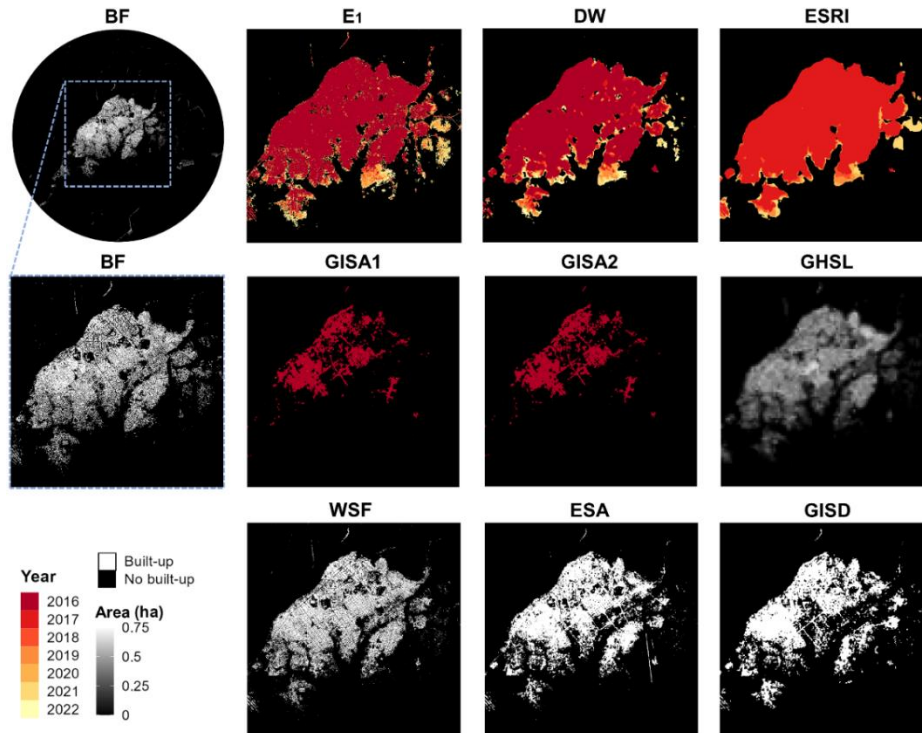 BF
E1
DW
ESRI
BF
GISA1
GISA2
GHSL
WSF
ESA
GISD
Built-up
No built-up
Year
2016
2017
2018
2019
2020
2021
2022
Area (ha)
0.75
0.5
0.25
0